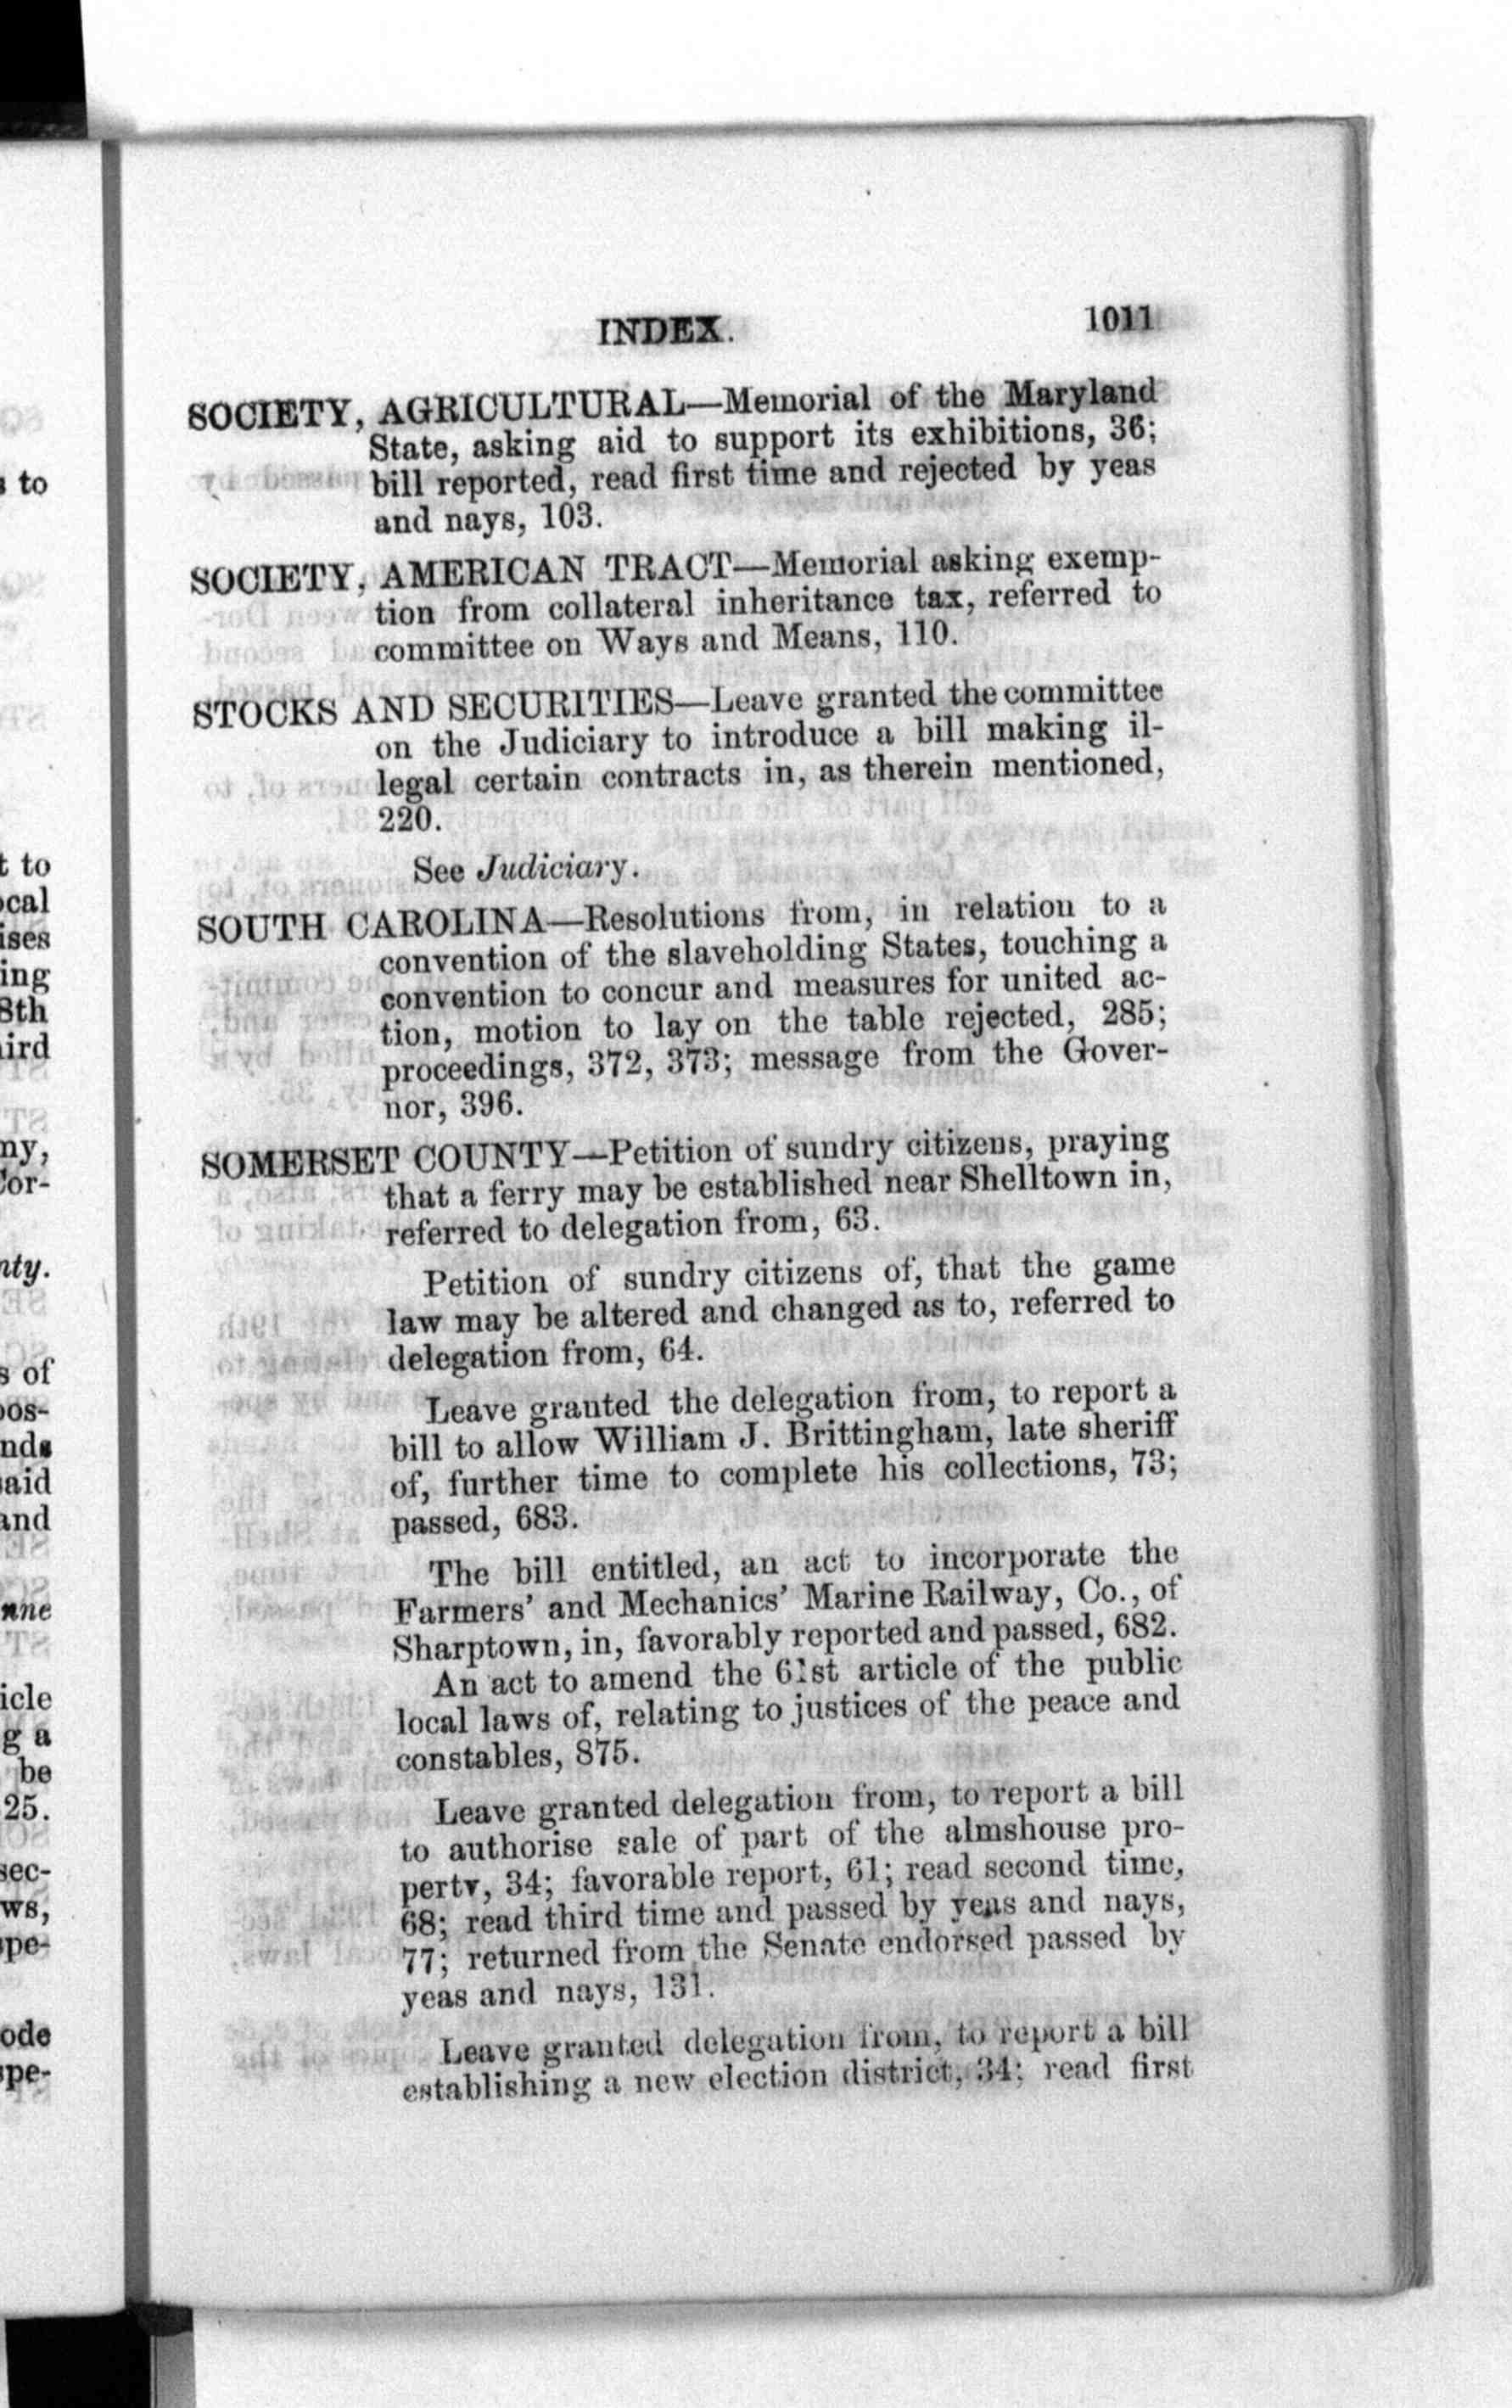 INDEX. 1011
SOCIETY, AGRICULTURAL—Memorial of the Maryland
State, asking aid to support its exhibitions, 36;
bill reported, read first time and rejected by yeas
and nays, 103.
SOCIETY, AMERICAN TRACT—Memorial asking exemp-
tion from collateral inheritance tax, referred to
committee on Ways and Means, 110.
STOCKS AND SECURITIES—Leave granted the committee
on the Judiciary to introduce a bill making il-
legal certain contracts in, as therein mentioned,
220.
See Judiciary.
SOUTH CAROLINA—Resolutions from, in relation to a
convention of the slaveholding States, touching a
convention to concur and measures for united ac-
tion, motion to lay on the table rejected, 285;
proceedings, 372, 373; message from the Gover-
nor, 396.
SOMERSET COUNTY—Petition of sundry citizens, praying
that a ferry may be established near Shelltown in,
referred to delegation from, 63.
Petition of sundry citizens of, that the game
law may be altered and changed as to, referred to
delegation from, 64.
Leave granted the delegation from, to report a
bill to allow William J. Brittingham, late sheriff
of, further time to complete his collections, 73;
passed, 683.
The bill entitled, an act to incorporate the
Farmers' and Mechanics' Marine Railway, Co., of
Sharptown, in, favorably reported and passed, 682.
An act to amend the 61st article of the public
local laws of, relating to justices of the peace and
constables, 875.
Leave granted delegation from, to report a bill
to authorise sale of part of the almshouse pro-
perty, 34; favorable report, 61; read second time,
68; read third time and passed by yeas and nays,
77; returned from the Senate endorsed passed by
yeas and nays, 131.
Leave granted delegation from, to report a bill
establishing a new election district, 34; read first